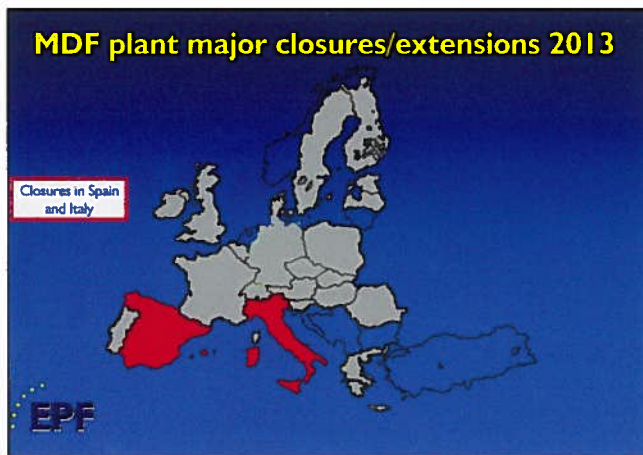 MDF plant major closures/extensions 2013
Closures in Spain
and Italy
EPF